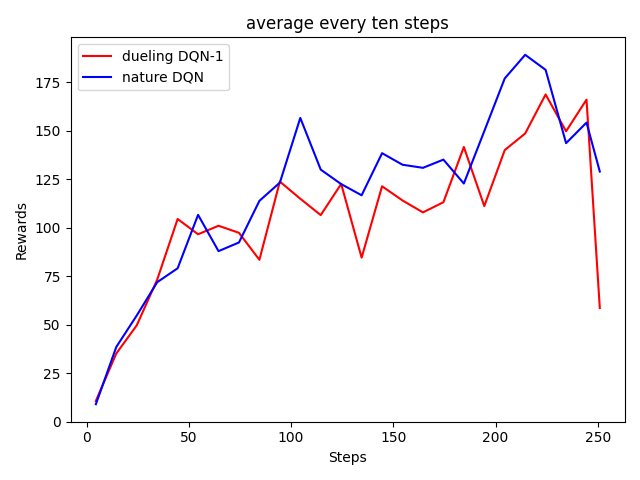 average every ten steps
dueling DQN-1
nature DQN
175
150
125
100
75
50
25
0
Rewards
0 50 100 150 200 250
Steps